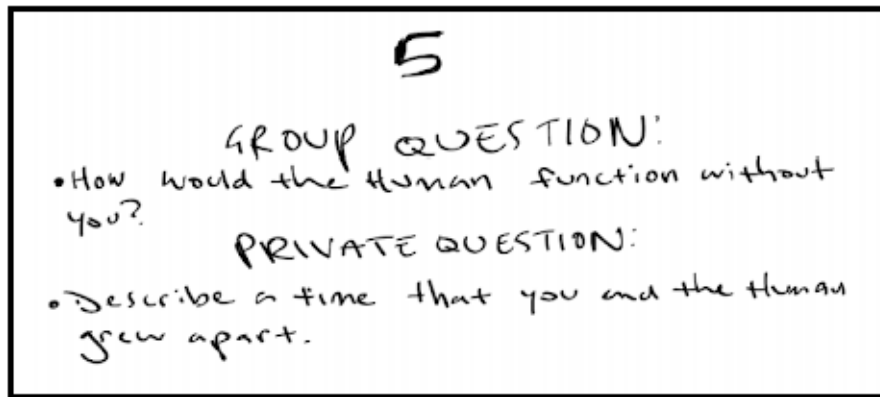 5
GROUP QUESTION:
•How would the Human function without
you?
PRIVATE QUESTION:
•Describe a time that you and the Human
grew apart.